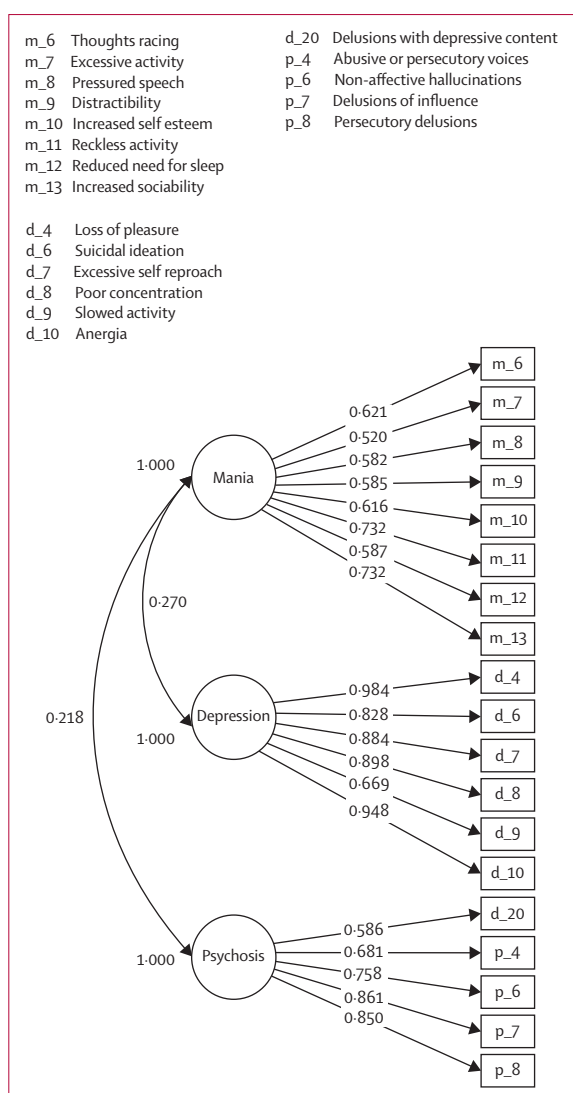 m_6 Thoughts racing
m_7 Excessive activity
m_8 Pressured speech
m_9 Distractibility
m_10 Increased self esteem
m_11 Reckless activity
m_12 Reduced need for sleep
m_13 Increased sociability
d_20 Delusions with depressive content
p_4 Abusive or persecutory voices
p_6 Non-affective hallucinations
p_7 Delusions of influence
p_8 Persecutory delusions
d_4 Loss of pleasure
d_6 Suicidal ideation
d_7 Excessive self reproach
d_8 Poor concentration
d_9 Slowed activity
d_10 Anergia
1·000
Mania
0·621
0·520
0·582
0·585
0·616
0·732
0·587
0·732
m_6
m_7
m_8
m_9
m_10
m_11
m_12
m_13
0·270
0·218
1·000
Depression
0·984
0·828
0·884
0·898
0·669
0·948
d_4
d_6
d_7
d_8
d_9
d_10
1·000
Psychosis
0·586
0·681
0·758
0·861
0·850
d_20
p_4
p_6
p_7
p_8